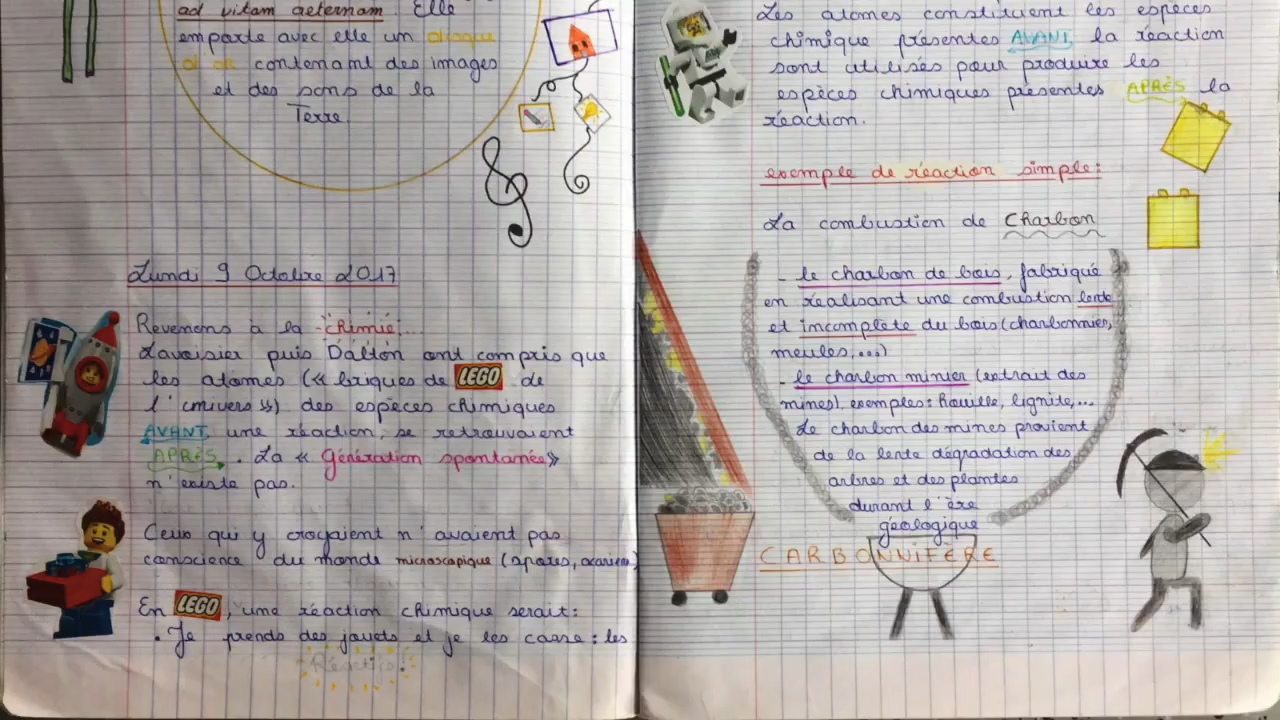 ad vitam aeternam Elle
emporte avec elle un disque
d'or contenant des images
et des sons de la
Terre
Lundi 9 Octobre 2017
Revenons à la chimie...
Lavoisier puis Dalton ont compris que
les atomes (« briques de LEGO de
l'univers ») des espèces chimiques
AVANT une réaction, se retrouvaient
APRÈS. La « Génération spontanée »
n'existe pas.
Ceux qui y croyaient n'avaient pas
conscience du monde microscopique (spores, acariens)
En LEGO, une réaction chimique serait:
• Je prends des jouets et je les casse : les
Réactifs!
Les atomes constituent les espèces
chimique présentes AVANT la réaction
sont utilisés pour produire les
espèces chimiques présentes APRÈS la
réaction.
exemple de réaction simple:
La combustion de Charbon
- le charbon de bois, fabriqué
en réalisant une combustion lente
et incomplète du bois (charbonnier,
meules,...)
- le charbon minier (extrait des
mines). exemples: houille, lignite,...
Le charbon des mines provient
de la lente dégradation des
arbres et des plantes
durant l'ère
géologique
CARBONNIFÈRE